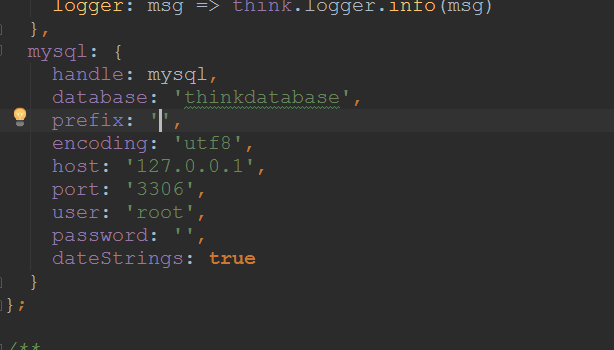 logger: msg => think.logger.info(msg)
},
mysql: {
handle: mysql,
database: 'thinkdatabase',
prefix: '',
encoding: 'utf8',
host: '127.0.0.1',
port: '3306',
user: 'root',
password: '',
dateStrings: true
}
};
/**